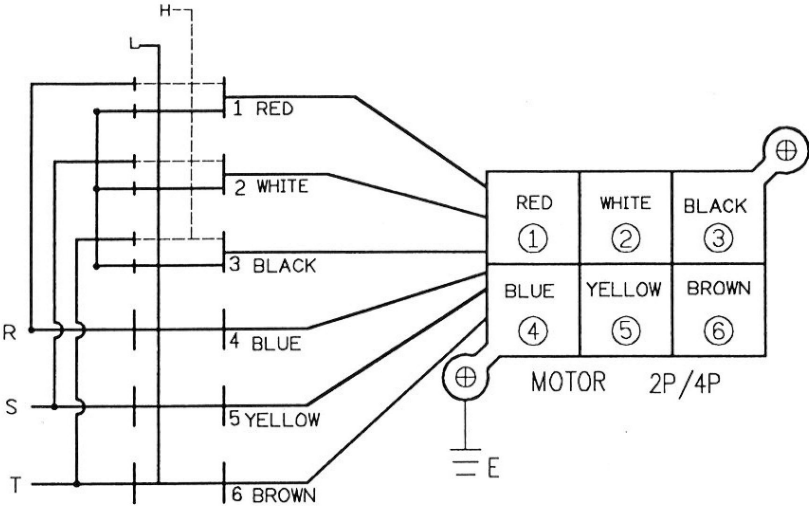 H
L
1 RED
2 WHITE
3 BLACK
R
4 BLUE
S
5 YELLOW
T
6 BROWN
RED WHITE BLACK
1 2 3
BLUE YELLOW BROWN
4 5 6
MOTOR 2P/4P
E